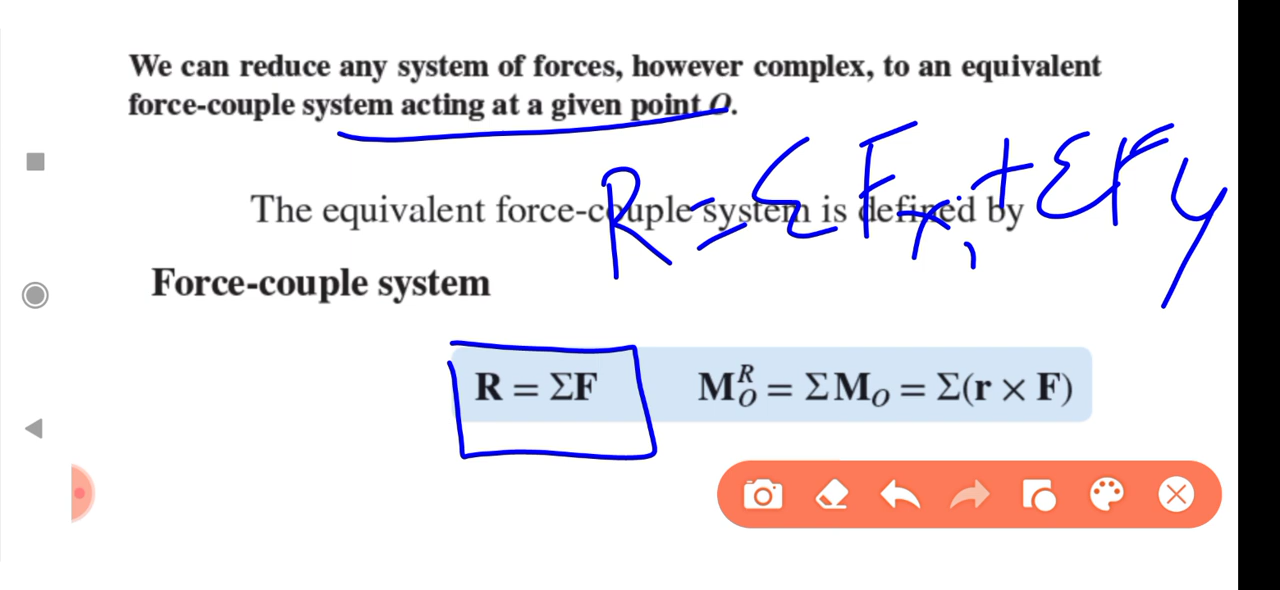 We can reduce any system of forces, however complex, to an equivalent
force-couple system acting at a given point O.
R = ΣFx, + ΣFy
The equivalent force-couple system is defined by
Force-couple system
R = ΣF M_O^R = ΣM_O = Σ(r × F)